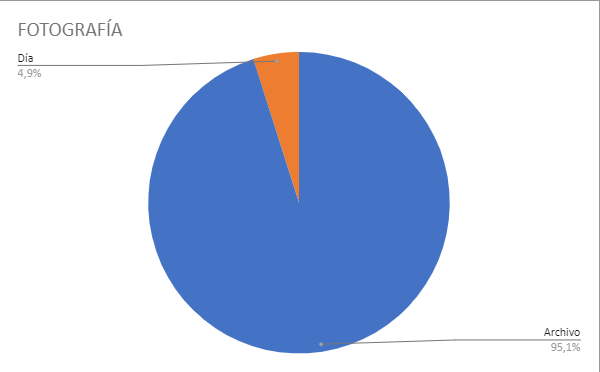 FOTOGRAFÍA
Día
4,9%
Archivo
95,1%